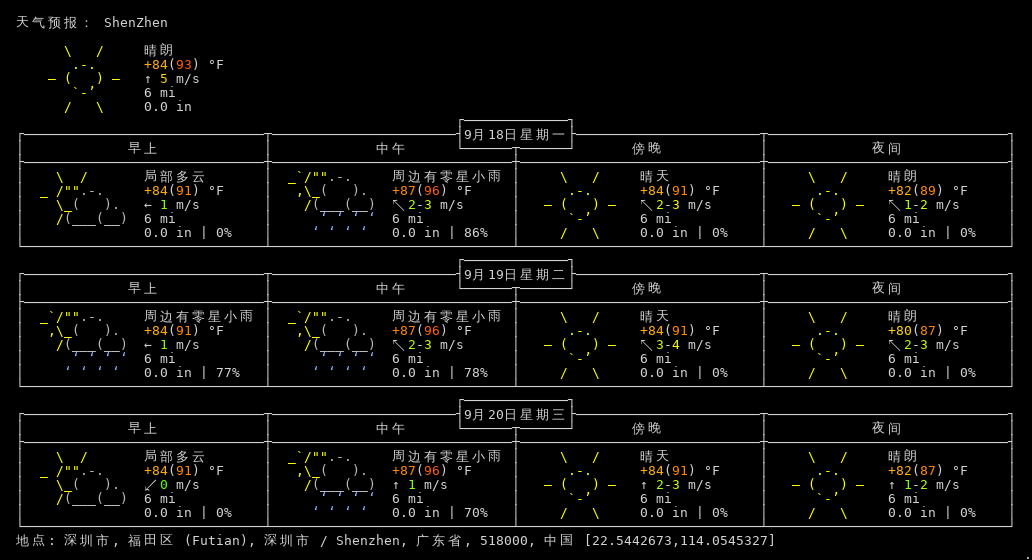 天气预报： ShenZhen
晴朗
+84(93) °F
↑ 5 m/s
6 mi
0.0 in
9月18日星期一
早上 中午 傍晚 夜间
局部多云 周边有零星小雨 晴天 晴朗
+84(91) °F +87(96) °F +84(91) °F +82(89) °F
← 1 m/s ↖ 2-3 m/s ↖ 2-3 m/s ↖ 1-2 m/s
6 mi 6 mi 6 mi 6 mi
0.0 in | 0% 0.0 in | 86% 0.0 in | 0% 0.0 in | 0%
9月19日星期二
早上 中午 傍晚 夜间
周边有零星小雨 周边有零星小雨 晴天 晴朗
+84(91) °F +87(96) °F +84(91) °F +80(87) °F
← 1 m/s ↖ 2-3 m/s ↖ 3-4 m/s ↖ 2-3 m/s
6 mi 6 mi 6 mi 6 mi
0.0 in | 77% 0.0 in | 78% 0.0 in | 0% 0.0 in | 0%
9月20日星期三
早上 中午 傍晚 夜间
局部多云 周边有零星小雨 晴天 晴朗
+84(91) °F +87(96) °F +84(91) °F +82(87) °F
↙ 0 m/s ↑ 1 m/s ↑ 2-3 m/s ↑ 1-2 m/s
6 mi 6 mi 6 mi 6 mi
0.0 in | 0% 0.0 in | 70% 0.0 in | 0% 0.0 in | 0%
地点: 深圳市, 福田区 (Futian), 深圳市 / Shenzhen, 广东省, 518000, 中国 [22.5442673,114.0545327]